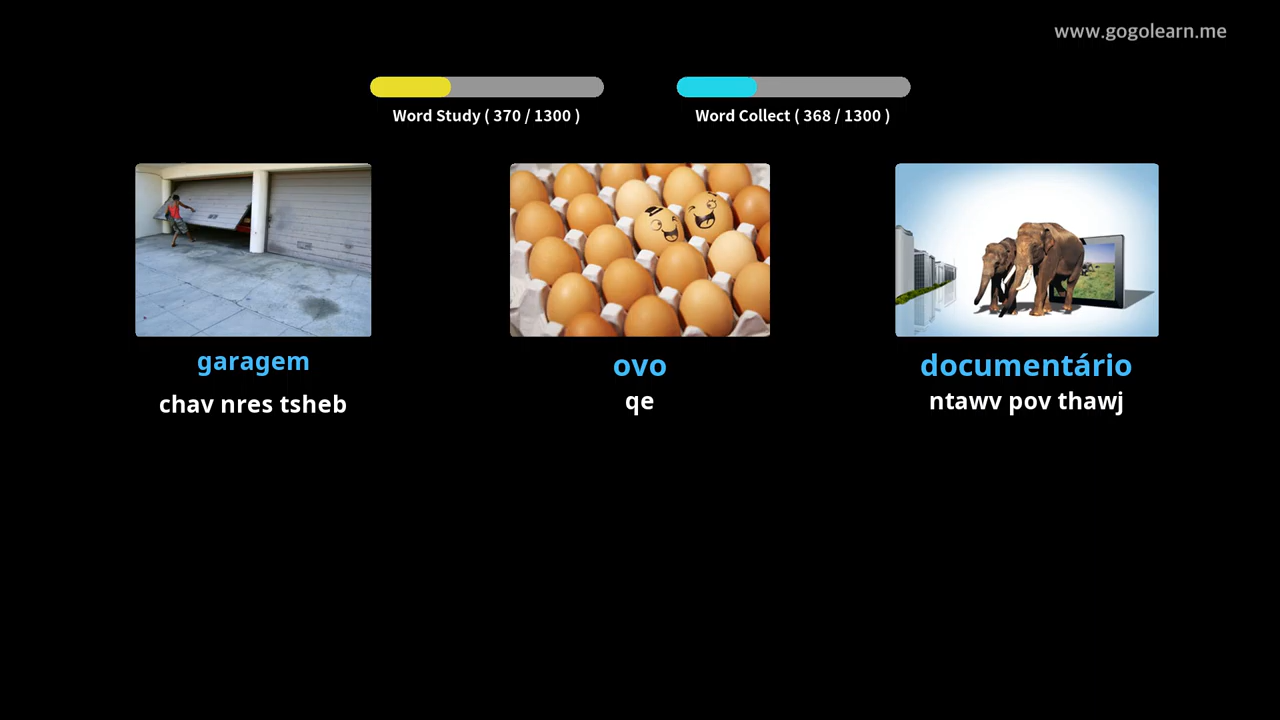 www.gogolearn.me
Word Study ( 370 / 1300 )
Word Collect ( 368 / 1300 )
garagem
chav nres tsheb
ovo
qe
documentário
ntawv pov thawj